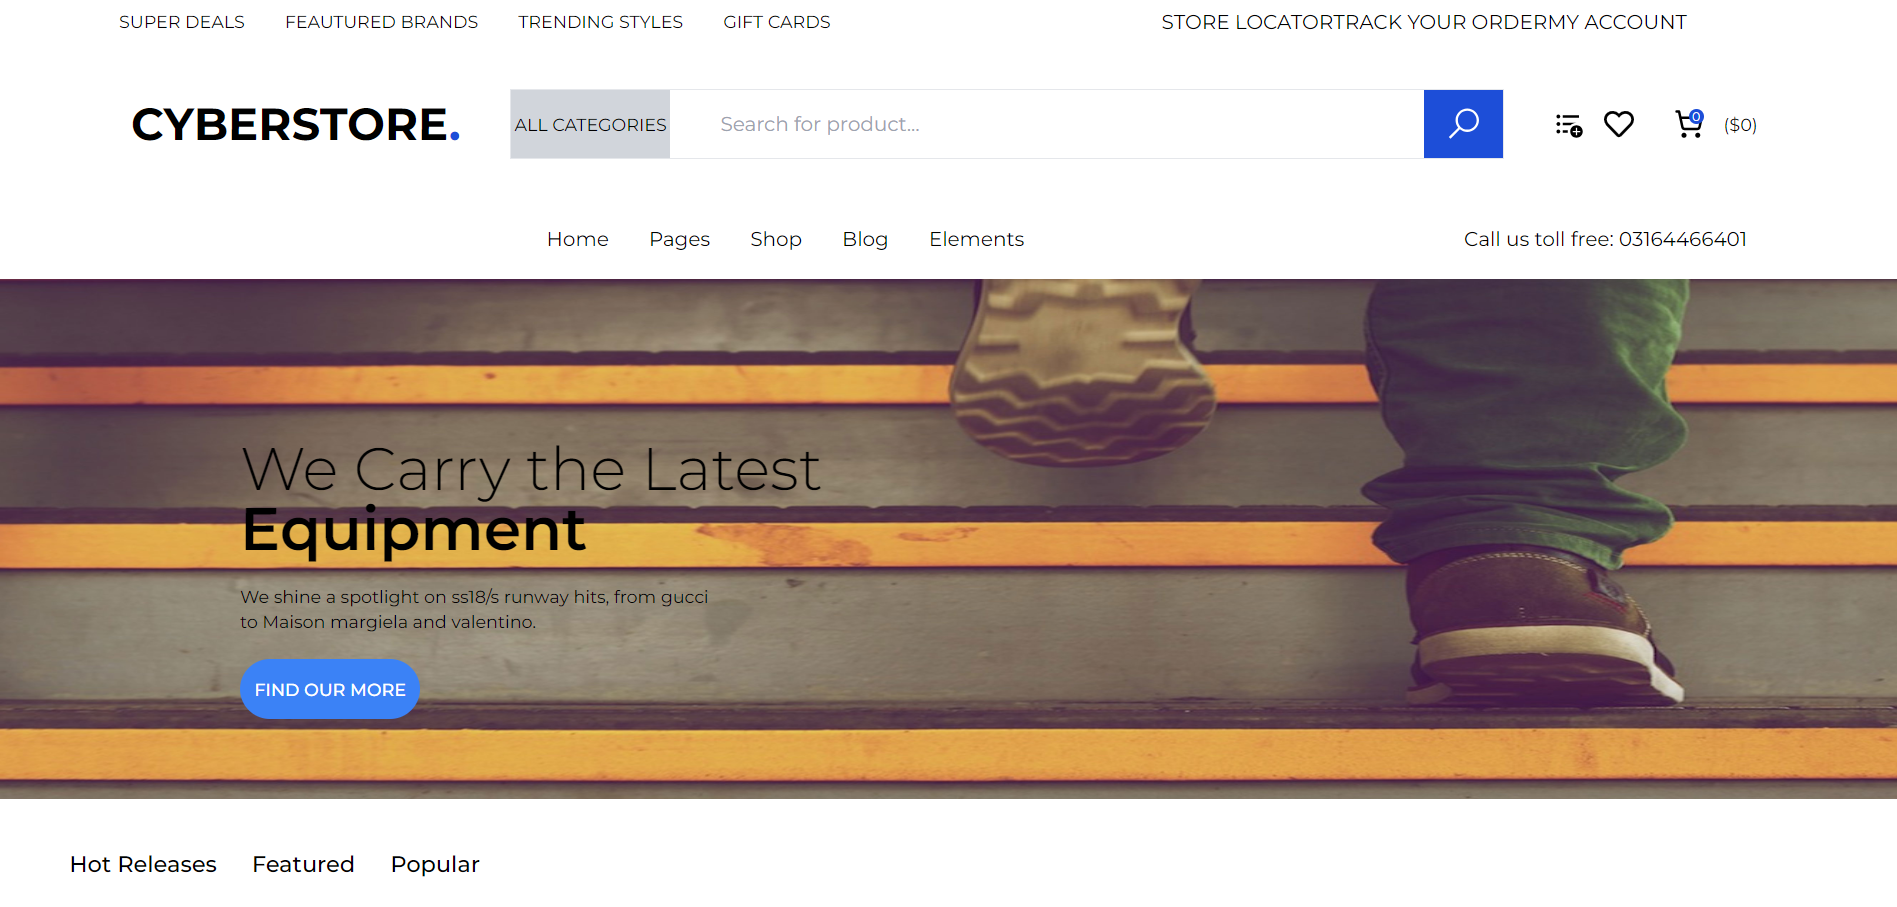 SUPER DEALS FEAUTURED BRANDS TRENDING STYLES GIFT CARDS STORE LOCATORTRACK YOUR ORDERMY ACCOUNT
CYBERSTORE. ALL CATEGORIES Search for product... 0 ($0)
Home Pages Shop Blog Elements Call us toll free: 03164466401
We Carry the Latest
Equipment
We shine a spotlight on ss18/s runway hits, from gucci
to Maison margiela and valentino.
FIND OUR MORE
Hot Releases Featured Popular